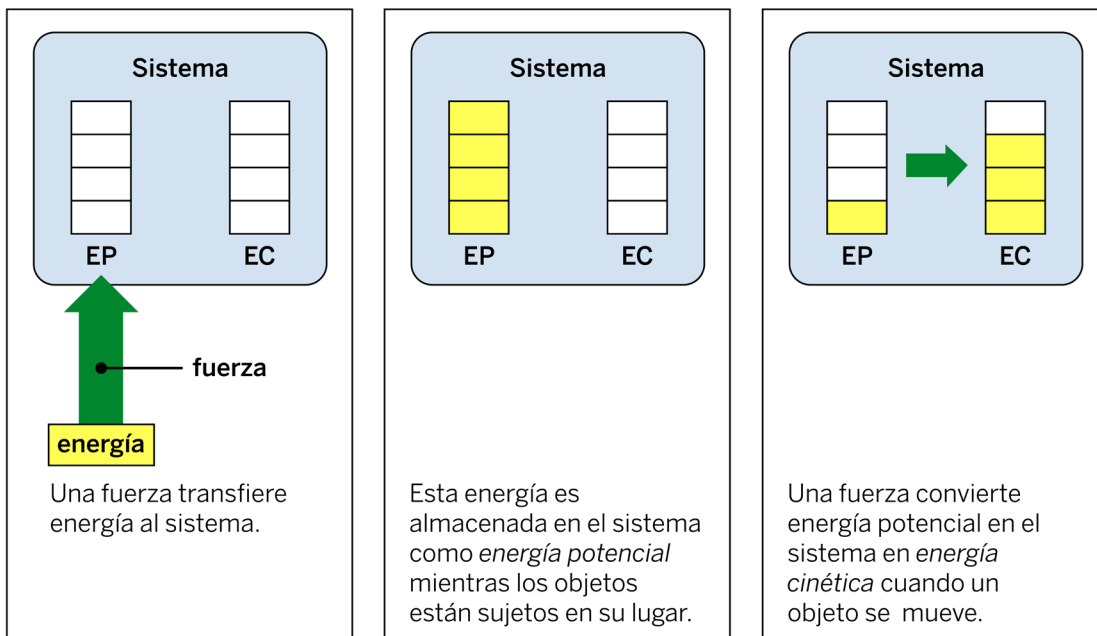 Sistema
EP
EC
fuerza
energía
Una fuerza transfiere
energía al sistema.
Sistema
EP
EC
Esta energía es
almacenada en el sistema
como energía potencial
mientras los objetos
están sujetos en su lugar.
Sistema
EP
EC
Una fuerza convierte
energía potencial en el
sistema en energía
cinética cuando un
objeto se mueve.